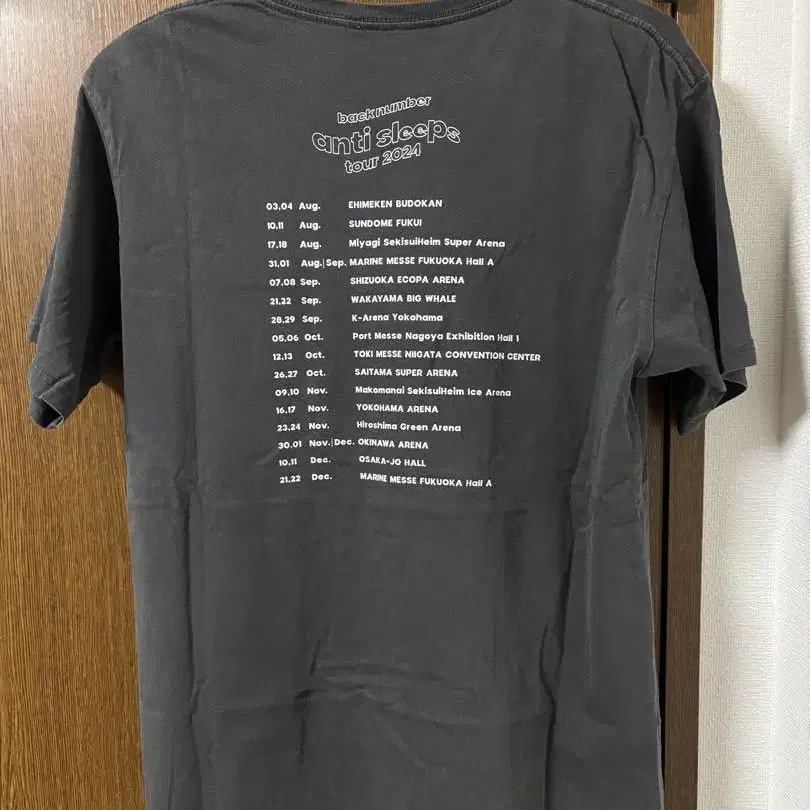 back number
anti sleeps
tour 2024
03.04 Aug. EHIMEKEN BUDOKAN
10.11 Aug. SUNDOME FUKUI
17.18 Aug. Miyagi SekisuiHeim Super Arena
31.01 Aug.|Sep. MARINE MESSE FUKUOKA Hall A
07.08 Sep. SHIZUOKA ECOPA ARENA
21.22 Sep. WAKAYAMA BIG WHALE
28.29 Sep. K-Arena Yokohama
05.06 Oct. Port Messe Nagoya Exhibition Hall 1
12.13 Oct. TOKI MESSE NIIGATA CONVENTION CENTER
26.27 Oct. SAITAMA SUPER ARENA
09.10 Nov. Makomanai SekisuiHeim Ice Arena
16.17 Nov. YOKOHAMA ARENA
23.24 Nov. Hiroshima Green Arena
30.01 Nov.|Dec. OKINAWA ARENA
10.11 Dec. OSAKA-JO HALL
21.22 Dec. MARINE MESSE FUKUOKA Hall A